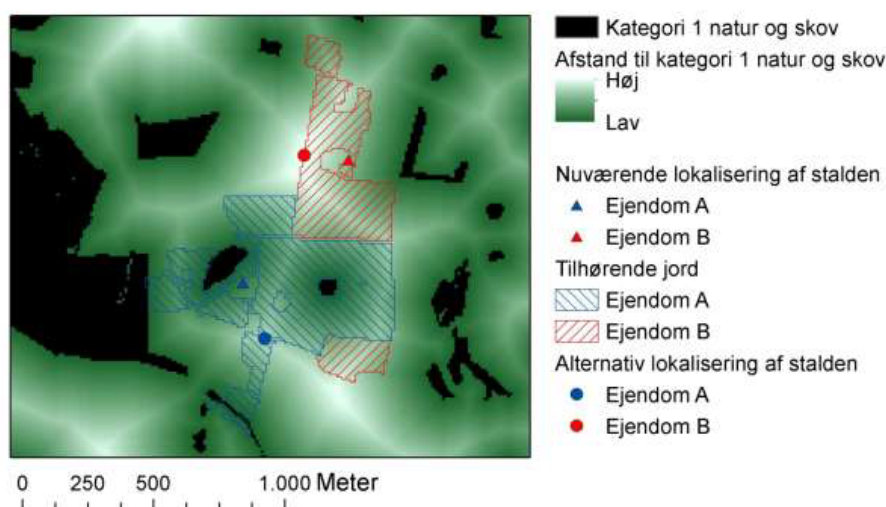 Kategori 1 natur og skov
Afstand til kategori 1 natur og skov
Høj
Lav
Nuværende lokalisering af stalden
Ejendom A
Ejendom B
Tilhørende jord
Ejendom A
Ejendom B
Alternativ lokalisering af stalden
Ejendom A
Ejendom B
0 250 500 1.000 Meter